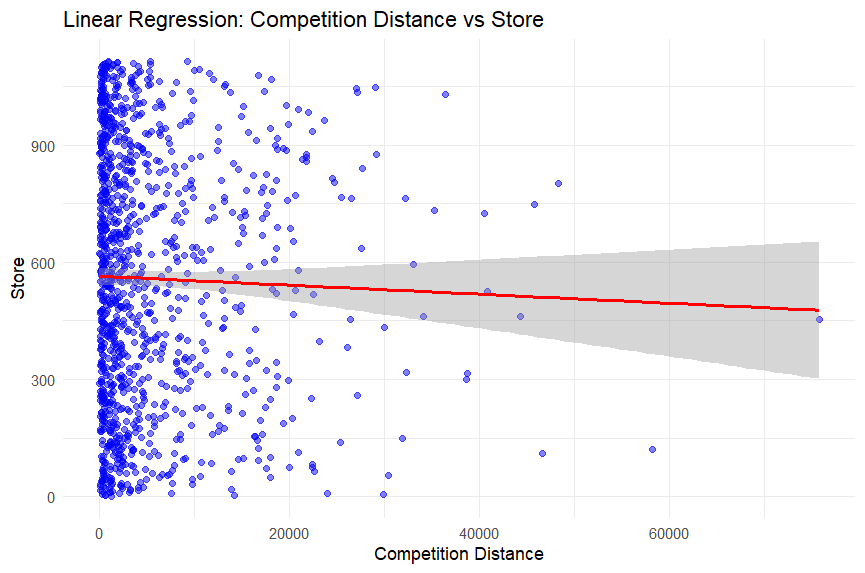 Linear Regression: Competition Distance vs Store
Store
900
600
300
0
0 20000 40000 60000
Competition Distance